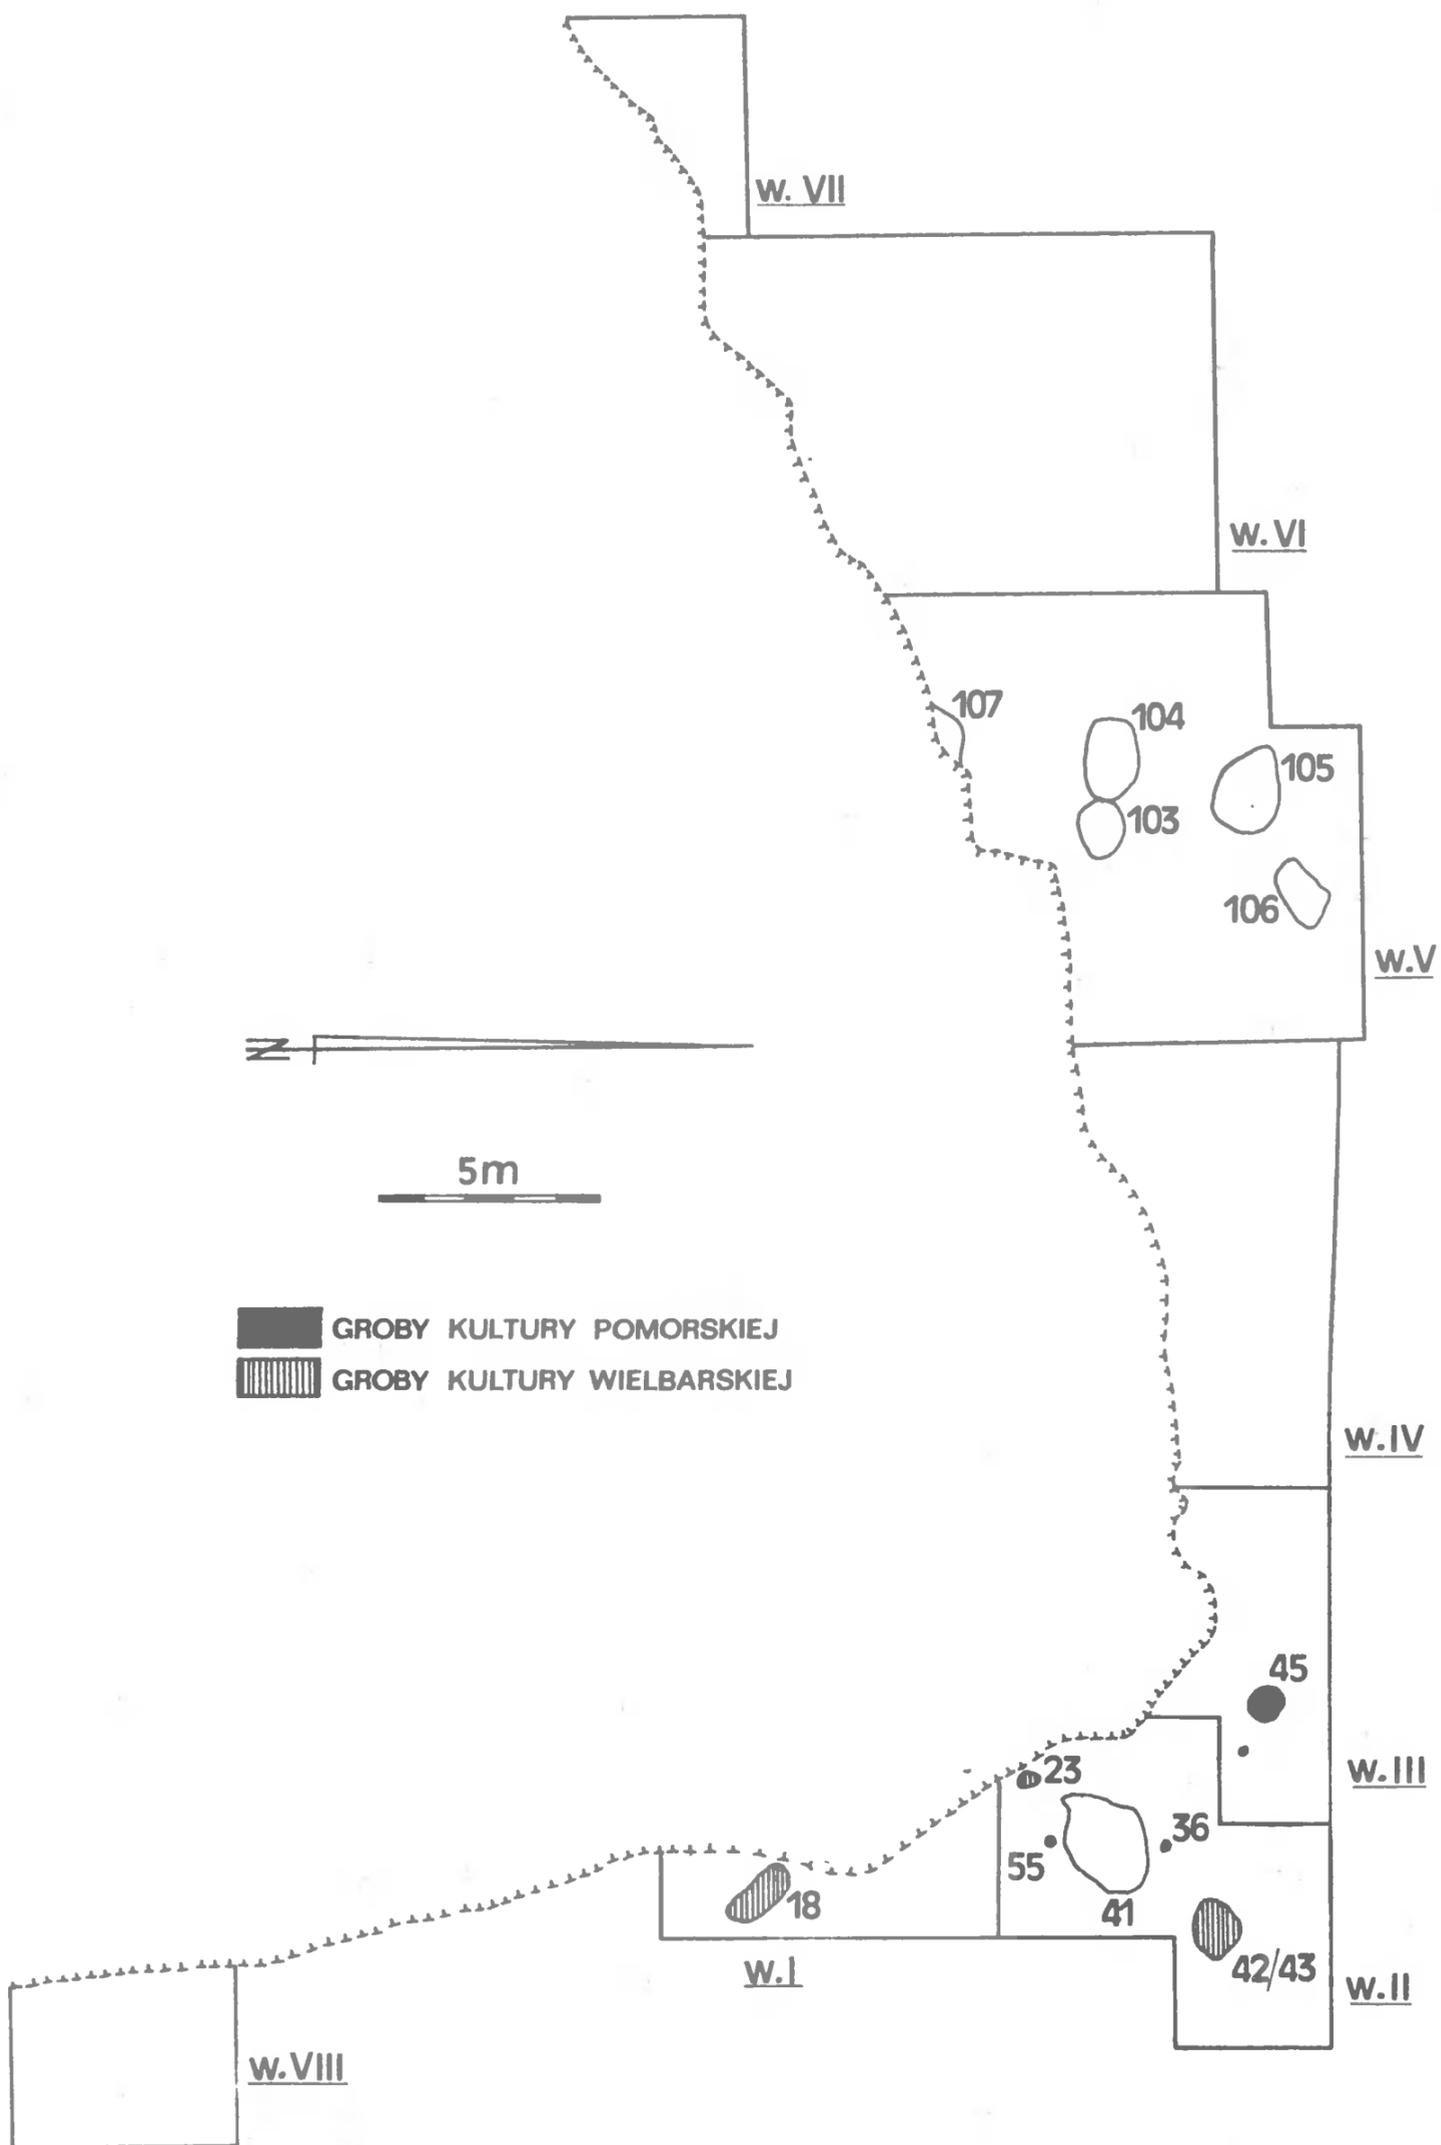 w. VII
w. VI
107
104
105
103
106
w.V
N
5m
GROBY KULTURY POMORSKIEJ
GROBY KULTURY WIELBARSKIEJ
w.IV
45
w.III
23
36
55
18
41
42/43
w.I
w.II
w.VIII